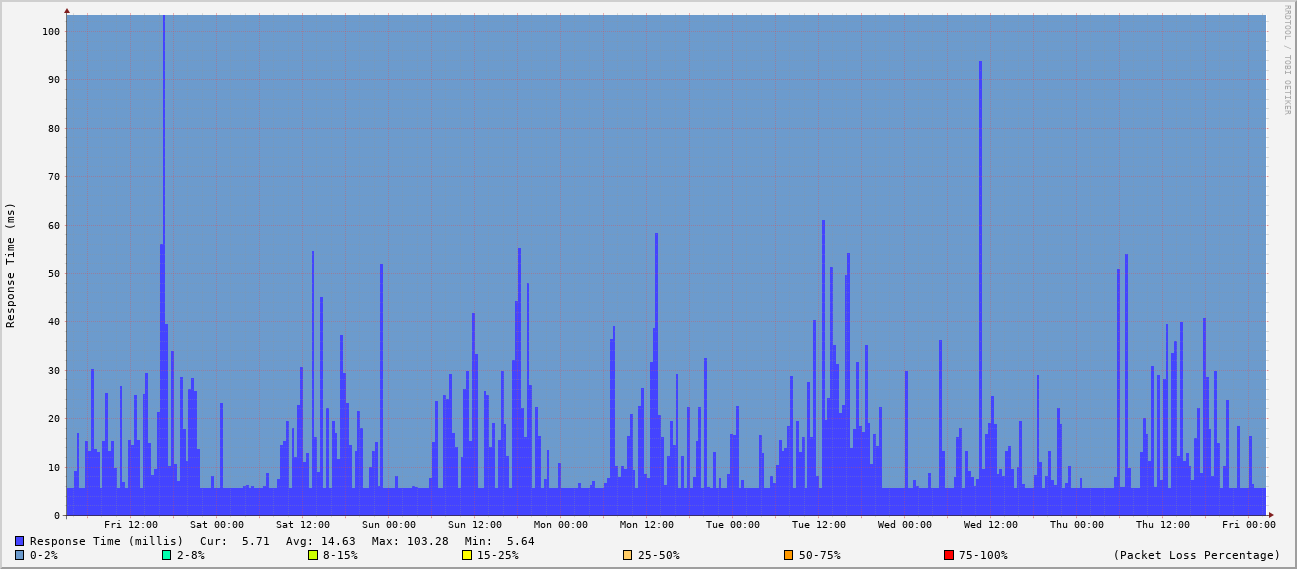 RRDTOOL / TOBI OETIKER
Response Time (ms)
100
90
80
70
60
50
40
30
20
10
0
Fri 12:00 Sat 00:00 Sat 12:00 Sun 00:00 Sun 12:00 Mon 00:00 Mon 12:00 Tue 00:00 Tue 12:00 Wed 00:00 Wed 12:00 Thu 00:00 Thu 12:00 Fri 00:00
Response Time (millis) Cur: 5.71 Avg: 14.63 Max: 103.28 Min: 5.64
0-2% 2-8% 8-15% 15-25% 25-50% 50-75% 75-100% (Packet Loss Percentage)